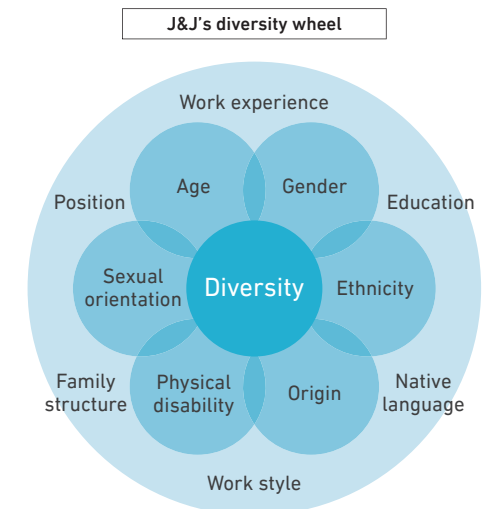 J&J's diversity wheel
Work experience
Age
Gender
Position
Education
Sexual
orientation
Diversity
Ethnicity
Family
structure
Physical
disability
Origin
Native
language
Work style